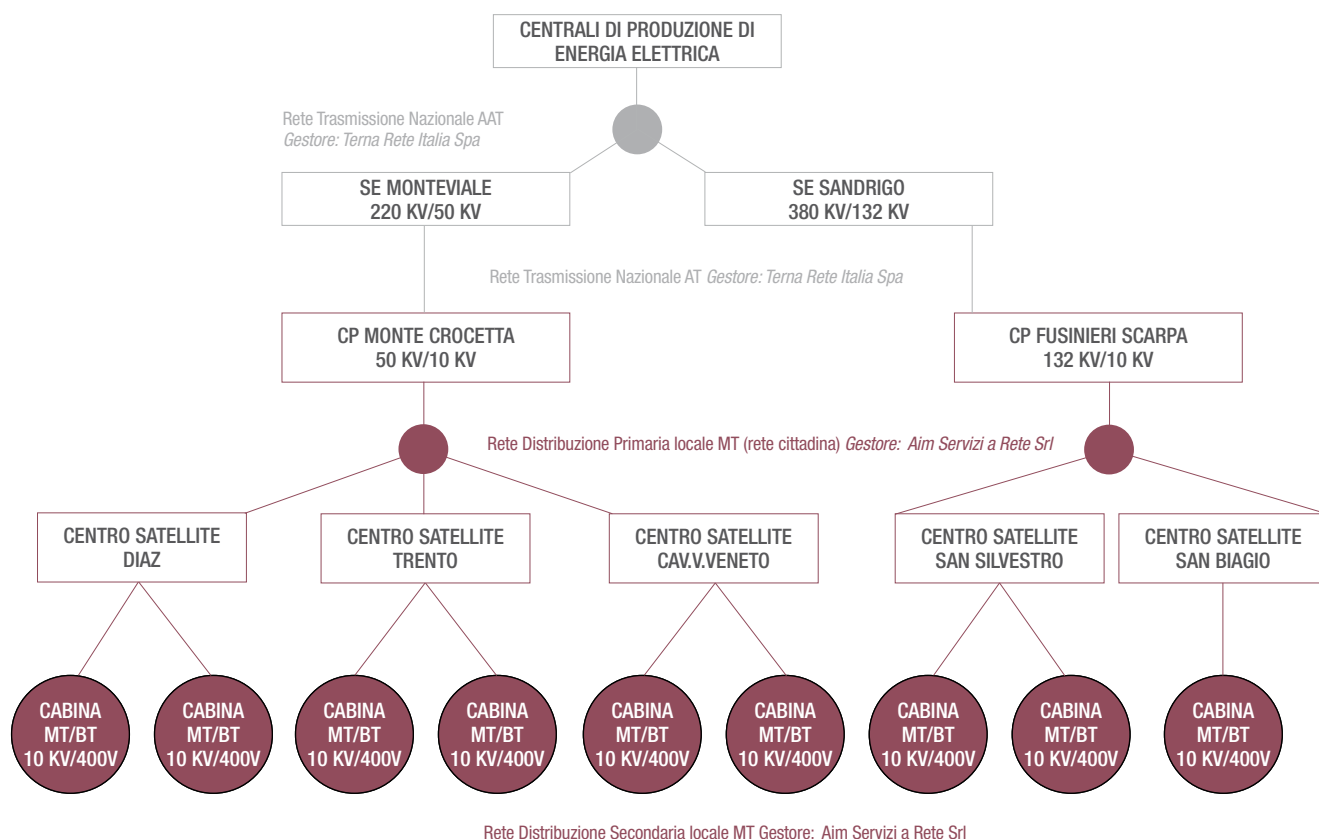 CENTRALI DI PRODUZIONE DI
ENERGIA ELETTRICA
Rete Trasmissione Nazionale AAT
Gestore: Terna Rete Italia Spa
SE MONTEVIALE
220 KV/50 KV
SE SANDRIGO
380 KV/132 KV
Rete Trasmissione Nazionale AT Gestore: Terna Rete Italia Spa
CP MONTE CROCETTA
50 KV/10 KV
CP FUSINIERI SCARPA
132 KV/10 KV
Rete Distribuzione Primaria locale MT (rete cittadina) Gestore: Aim Servizi a Rete Srl
CENTRO SATELLITE
DIAZ
CENTRO SATELLITE
TRENTO
CENTRO SATELLITE
CAV.V.VENETO
CENTRO SATELLITE
SAN SILVESTRO
CENTRO SATELLITE
SAN BIAGIO
CABINA
MT/BT
10 KV/400V
CABINA
MT/BT
10 KV/400V
CABINA
MT/BT
10 KV/400V
CABINA
MT/BT
10 KV/400V
CABINA
MT/BT
10 KV/400V
CABINA
MT/BT
10 KV/400V
CABINA
MT/BT
10 KV/400V
CABINA
MT/BT
10 KV/400V
CABINA
MT/BT
10 KV/400V
Rete Distribuzione Secondaria locale MT Gestore: Aim Servizi a Rete Srl